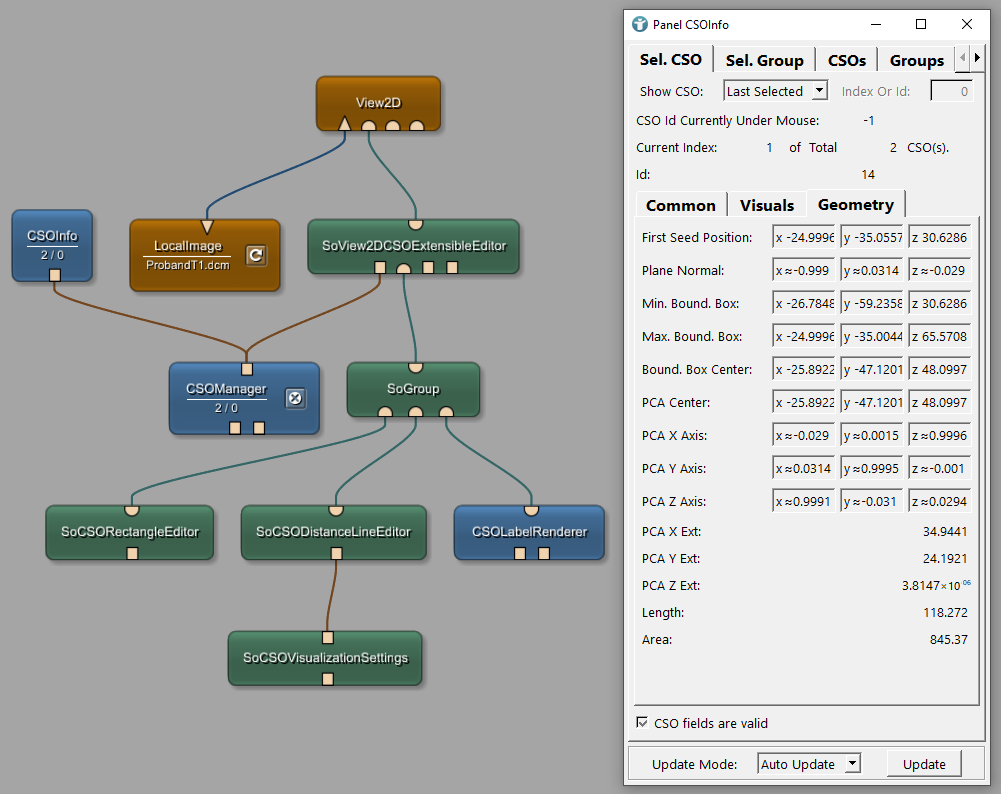 View2D
CSOInfo
2 / 0
LocalImage
ProbandT1.dcm
SoView2DCSOExtensibleEditor
CSOManager
2 / 0
SoGroup
SoCSORectangleEditor
SoCSODistanceLineEditor
CSOLabelRenderer
SoCSOVisualizationSettings
Panel CSOInfo
Sel. CSO Sel. Group CSOs Groups
Show CSO: Last Selected Index Or Id: 0
CSO Id Currently Under Mouse: -1
Current Index: 1 of Total 2 CSO(s).
Id: 14
Common Visuals Geometry
First Seed Position: x -24.9996 y -35.0557 z 30.6286
Plane Normal: x ≈-0.999 y ≈0.0314 z ≈-0.029
Min. Bound. Box: x -26.7848 y -59.2358 z 30.6286
Max. Bound. Box: x -24.9996 y -35.0044 z 65.5708
Bound. Box Center: x -25.8922 y -47.1201 z 48.0997
PCA Center: x -25.8922 y -47.1201 z 48.0997
PCA X Axis: x ≈-0.029 y ≈0.0015 z ≈0.9996
PCA Y Axis: x ≈0.0314 y ≈0.9995 z ≈-0.001
PCA Z Axis: x ≈0.9991 y ≈-0.031 z ≈0.0294
PCA X Ext: 34.9441
PCA Y Ext: 24.1921
PCA Z Ext: 3.8147×10⁻⁰⁶
Length: 118.272
Area: 845.37
CSO fields are valid
Update Mode: Auto Update Update